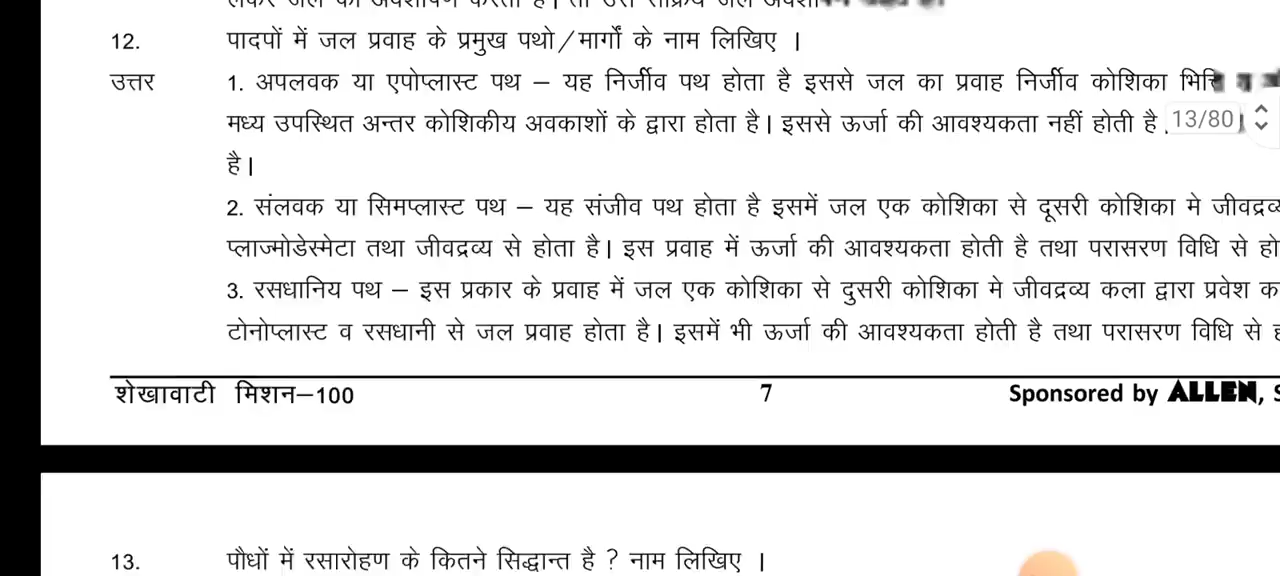 12. पादपों में जल प्रवाह के प्रमुख पथो/मार्गों के नाम लिखिए ।
उत्तर 1. अपलवक या एपोप्लास्ट पथ – यह निर्जीव पथ होता है इससे जल का प्रवाह निर्जीव कोशिका भित्ति
मध्य उपस्थित अन्तर कोशिकीय अवकाशों के द्वारा होता है। इससे ऊर्जा की आवश्यकता नहीं होती है 13/80
है।
2. संलवक या सिमप्लास्ट पथ – यह संजीव पथ होता है इसमें जल एक कोशिका से दूसरी कोशिका मे
प्लाज्मोडेस्मेटा तथा जीवद्रव्य से होता है। इस प्रवाह में ऊर्जा की आवश्यकता होती है तथा परासरण विधि से
3. रसधानिय पथ – इस प्रकार के प्रवाह में जल एक कोशिका से दुसरी कोशिका मे जीवद्रव्य कला द्वारा प्रवेश
टोनोप्लास्ट व रसधानी से जल प्रवाह होता है। इसमें भी ऊर्जा की आवश्यकता होती है तथा परासरण विधि से
शेखावाटी मिशन–100 7 Sponsored by ALLEN,
13. पौधों में रसारोहण के कितने सिद्धान्त है ? नाम लिखिए ।